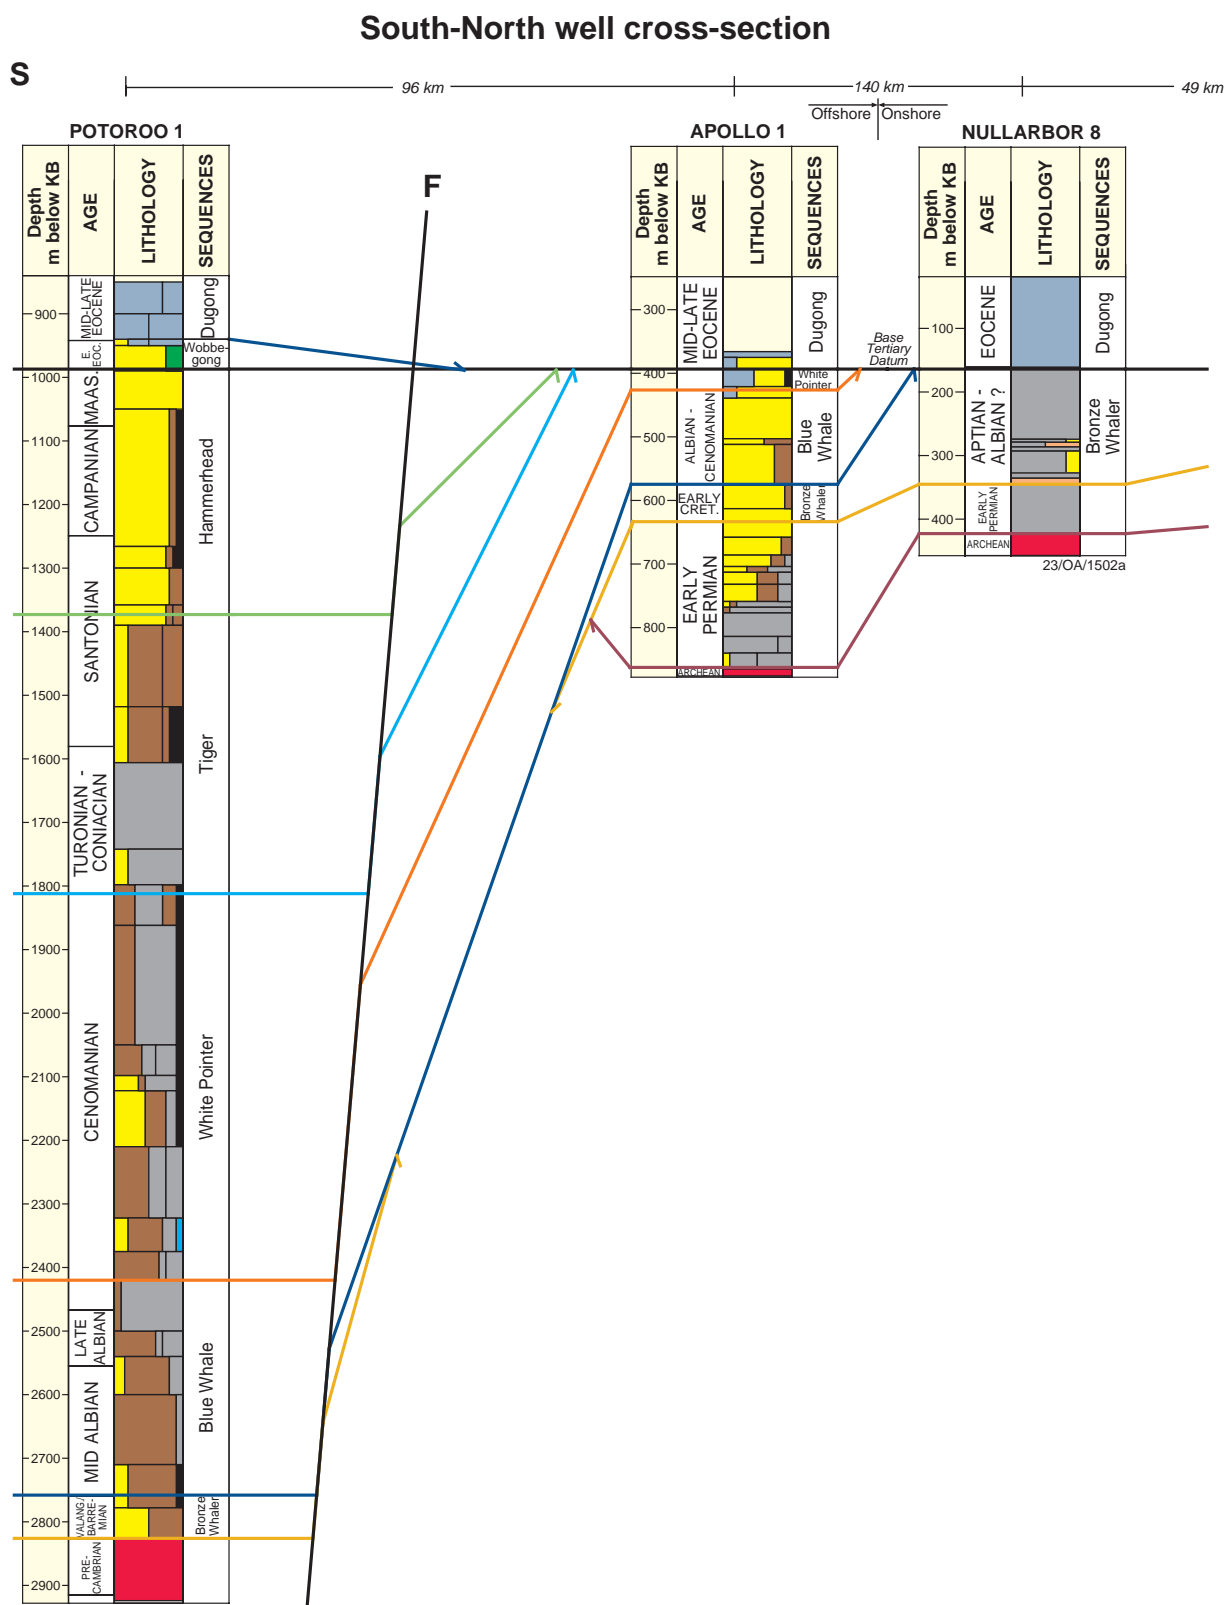 South-North well cross-section
S
96 km
140 km
49 km
Offshore
Onshore
POTOROO 1
Depth
m below KB
AGE
LITHOLOGY
SEQUENCES
900
1000
1100
1200
1300
1400
1500
1600
1700
1800
1900
2000
2100
2200
2300
2400
2500
2600
2700
2800
2900
MID-LATE
EOCENE
E.
EOC.
MAAS.
CAMPANIAN
SANTONIAN
TURONIAN -
CONIACIAN
CENOMANIAN
LATE
ALBIAN
MID ALBIAN
VALANG./
BARRE-
MIAN
PRE-
CAMBRIAN
Dugong
Wobbe-
gong
Hammerhead
Tiger
White Pointer
Blue Whale
Bronze
Whaler
F
APOLLO 1
Depth
m below KB
AGE
LITHOLOGY
SEQUENCES
300
400
500
600
700
800
MID-LATE
EOCENE
ALBIAN -
CENOMANIAN
EARLY
CRET.
EARLY
PERMIAN
ARCHEAN
Dugong
White
Pointer
Blue
Whale
Bronze
Whaler
Base
Tertiary
Datum
NULLARBOR 8
Depth
m below KB
AGE
LITHOLOGY
SEQUENCES
100
200
300
400
EOCENE
APTIAN -
ALBIAN ?
EARLY
PERMIAN
ARCHEAN
Dugong
Bronze
Whaler
23/OA/1502a